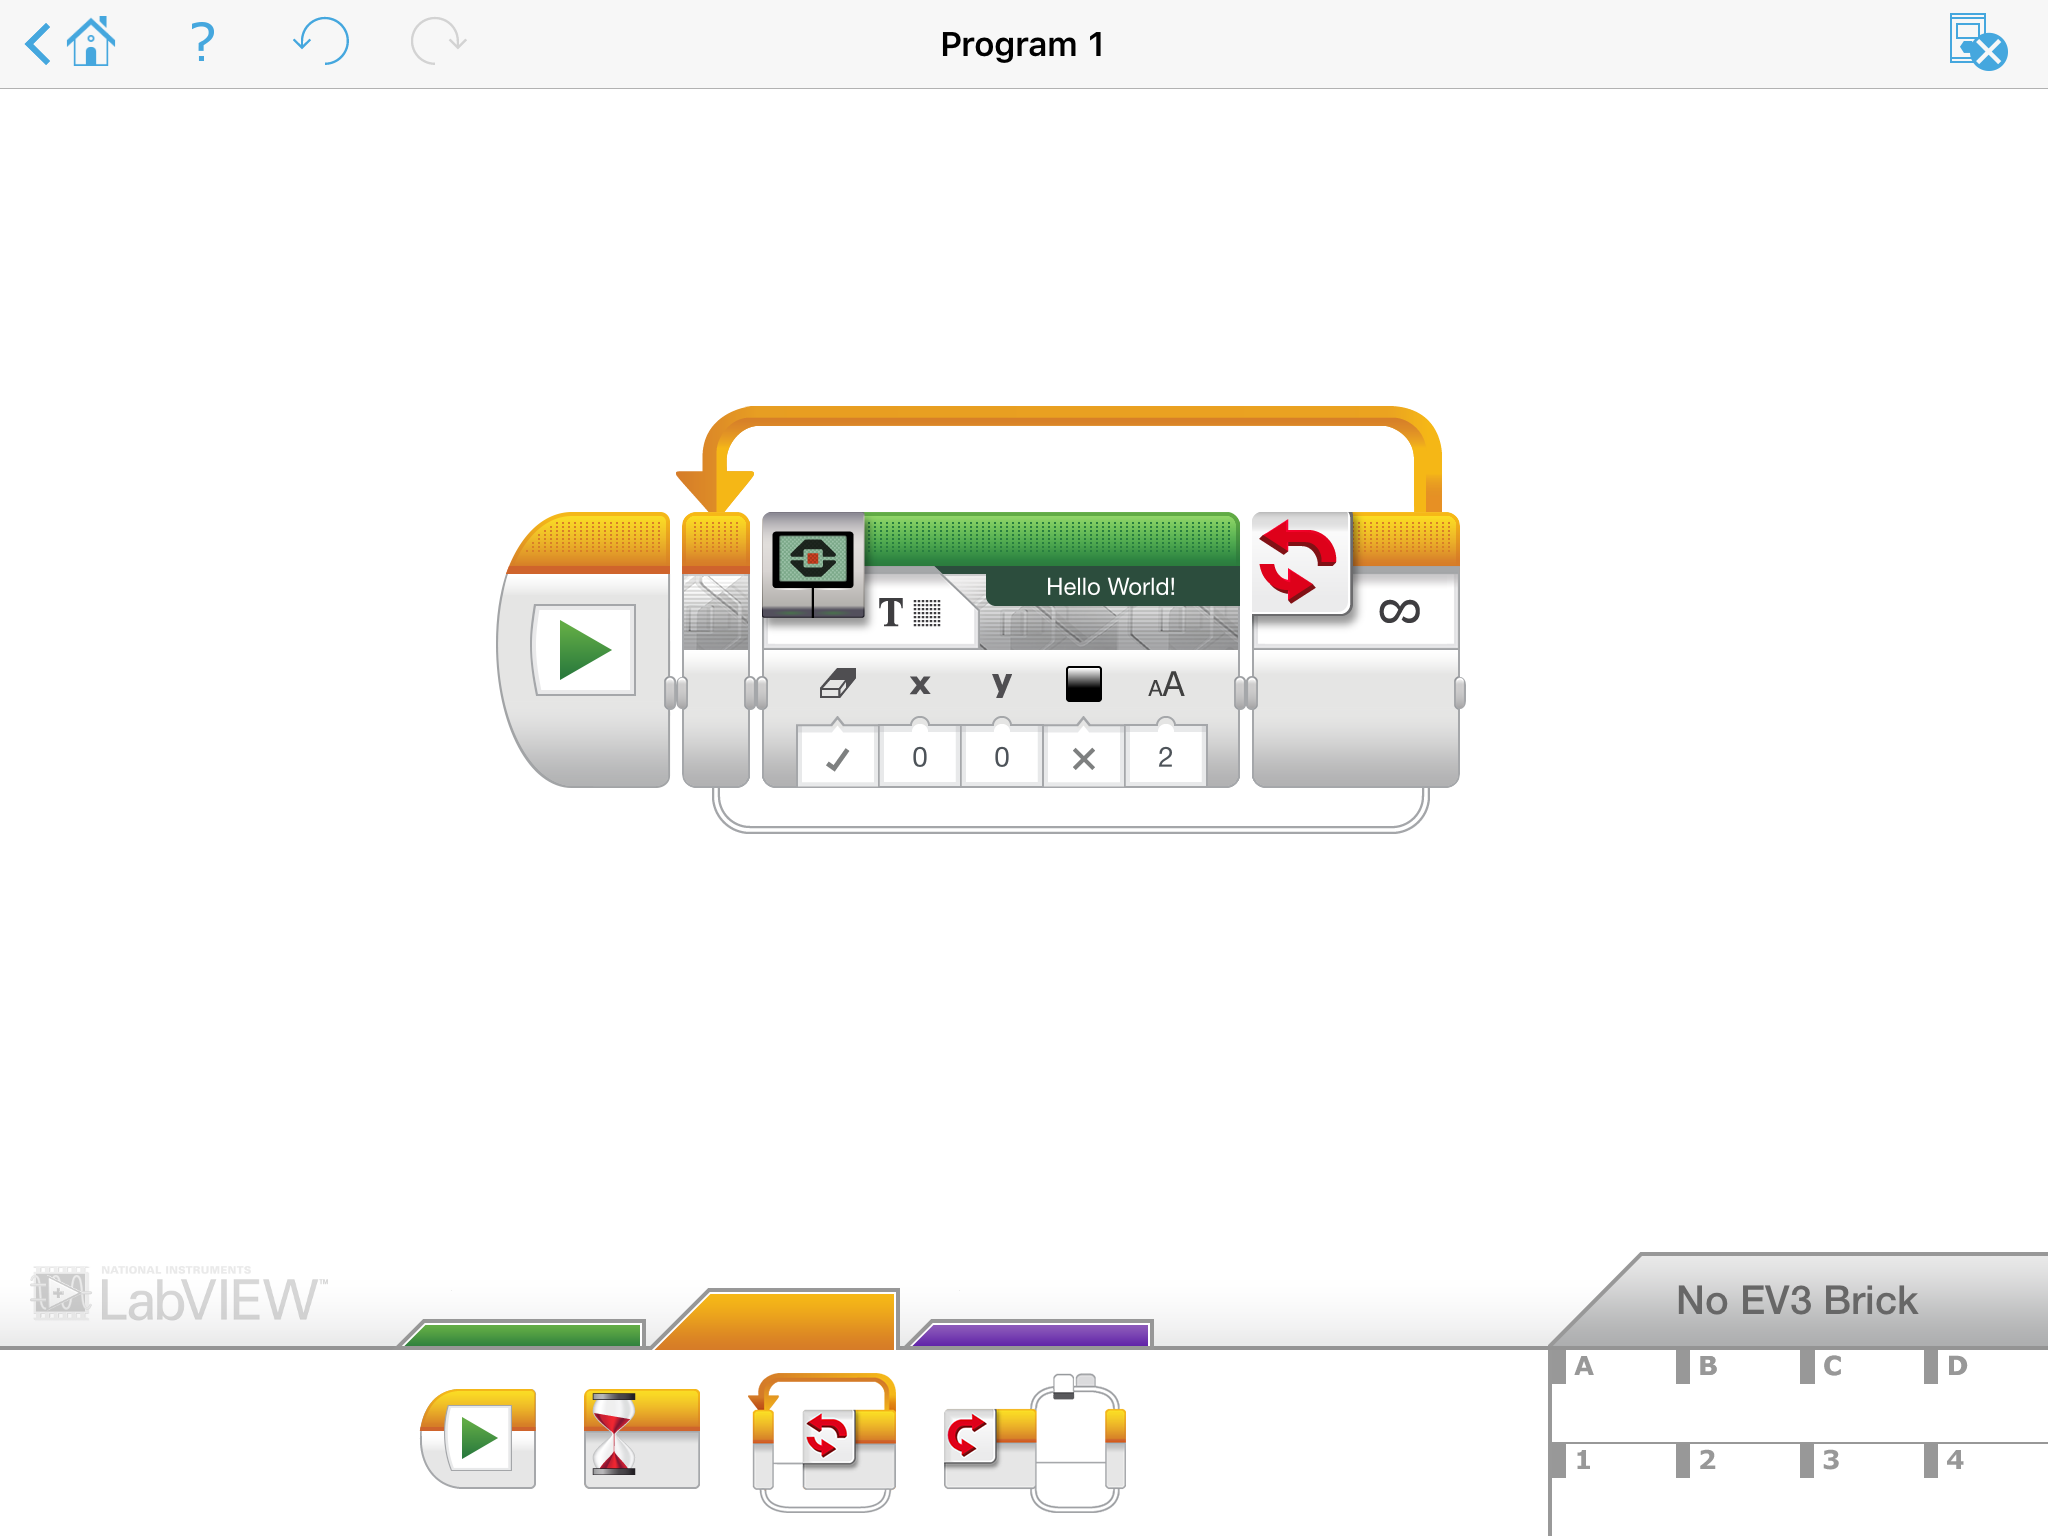 ?
Program 1
Hello World!
T
∞
x y AA
0 0 2
NATIONAL INSTRUMENTS
LabVIEW™
No EV3 Brick
A B C D
1 2 3 4